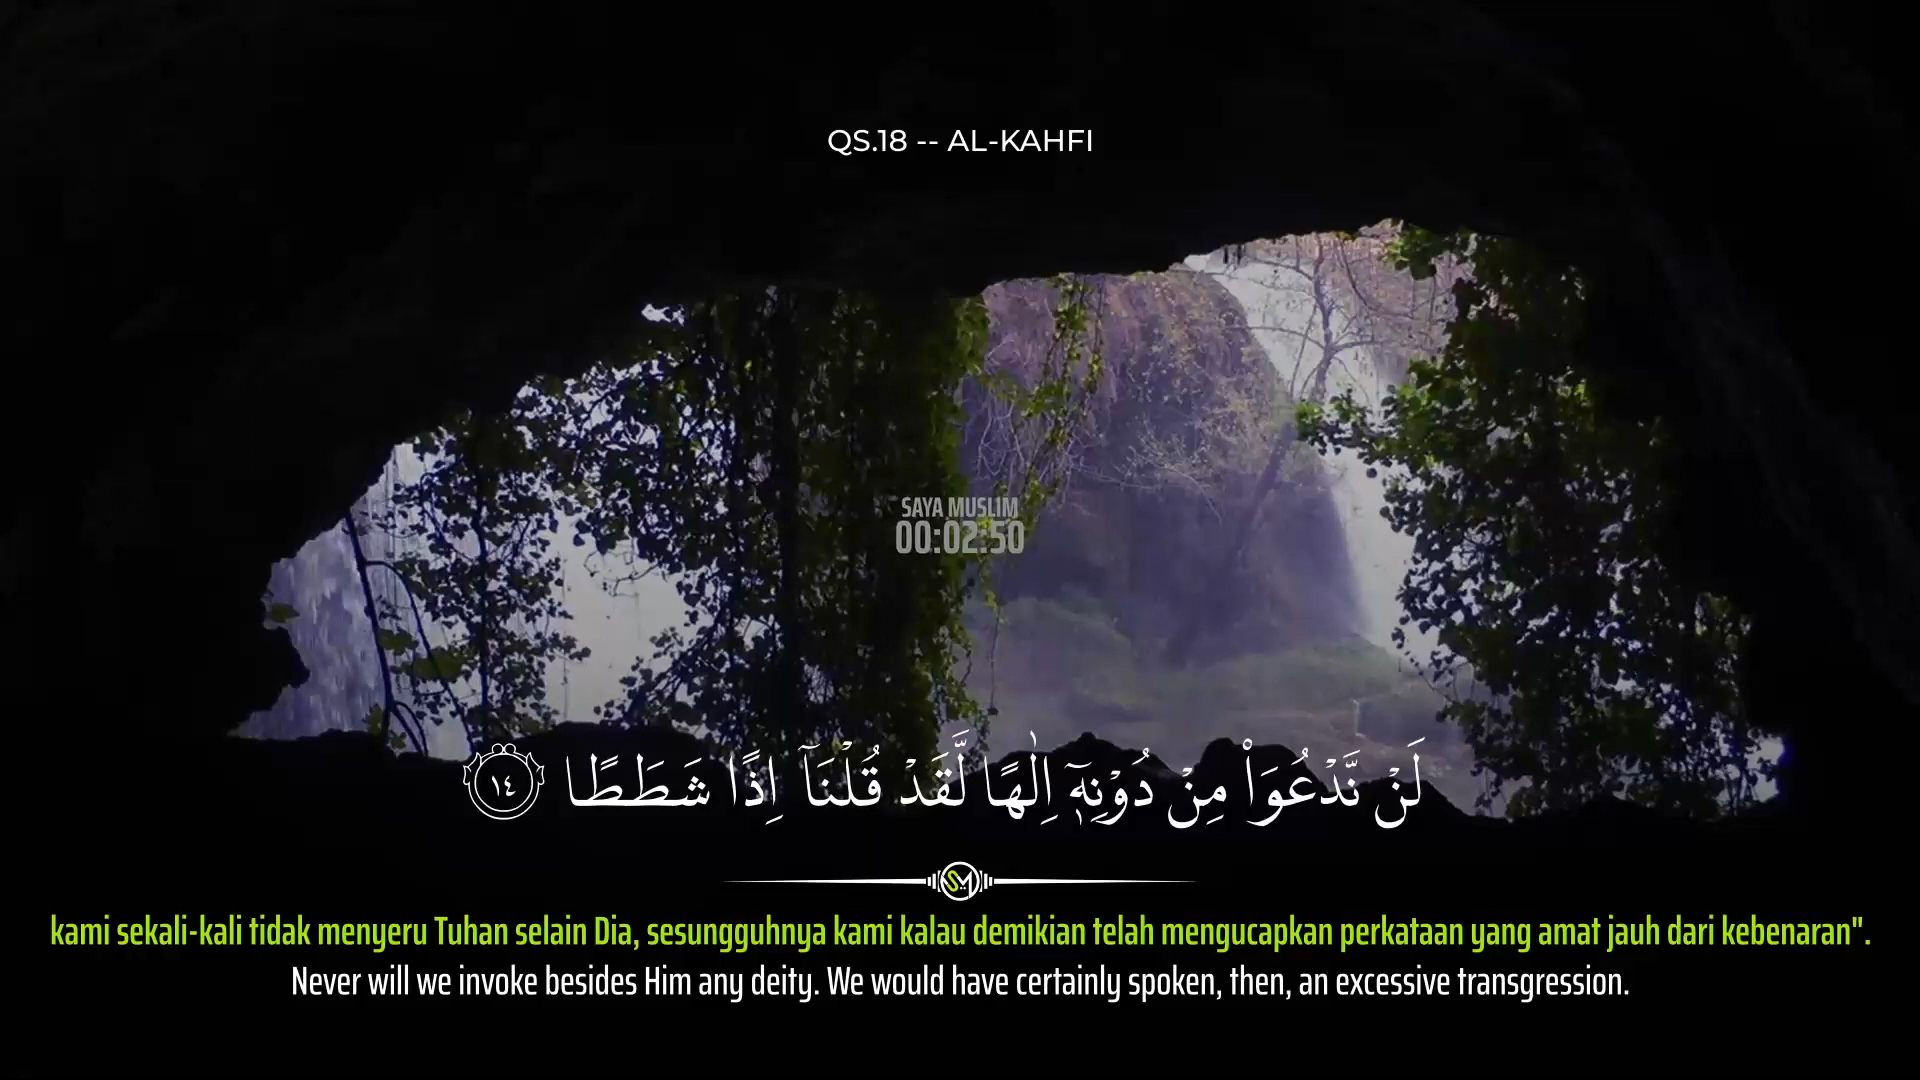 QS.18 -- AL-KAHFI
SAYA MUSLIM
00:02:50
لَنْ نَّدْعُوَا۟ مِنْ دُوْنِهٖٓ اِلٰهًا لَّقَدْ قُلْنَآ اِذًا شَطَطًا ١٤
SM
kami sekali-kali tidak menyeru Tuhan selain Dia, sesungguhnya kami kalau demikian telah mengucapkan perkataan yang amat jauh dari kebenaran".
Never will we invoke besides Him any deity. We would have certainly spoken, then, an excessive transgression.